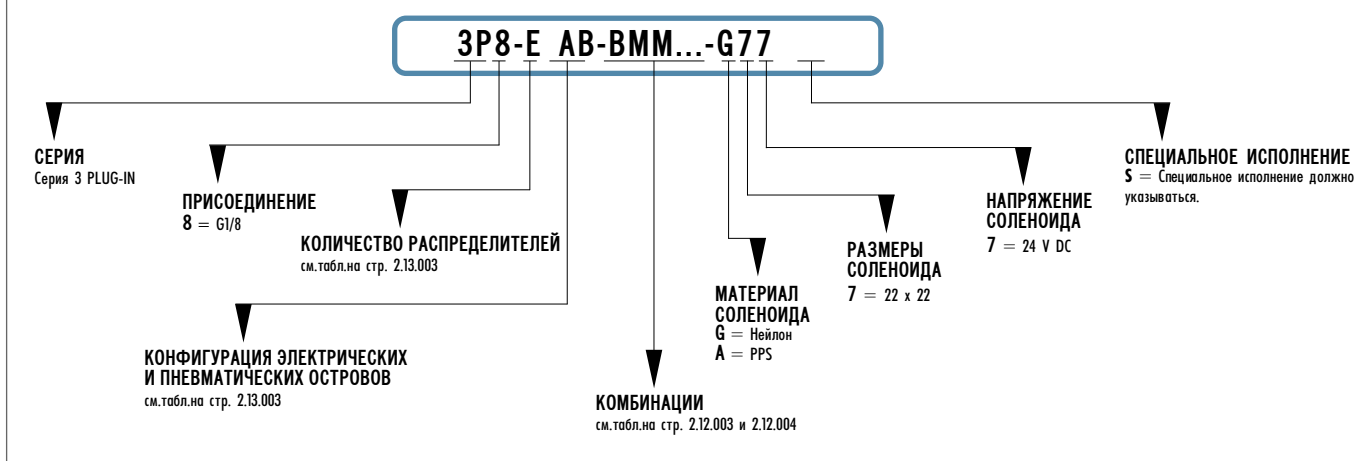 3P8-E AB-BMM...-G77
СЕРИЯ
Серия 3 PLUG-IN
ПРИСОЕДИНЕНИЕ
8 = G1/8
КОЛИЧЕСТВО РАСПРЕДЕЛИТЕЛЕЙ
см.табл.на стр. 2.13.003
КОНФИГУРАЦИЯ ЭЛЕКТРИЧЕСКИХ
И ПНЕВМАТИЧЕСКИХ ОСТРОВОВ
см.табл.на стр. 2.13.003
КОМБИНАЦИИ
см.табл.на стр. 2.12.003 и 2.12.004
МАТЕРИАЛ
СОЛЕНОИДА
G = Нейлон
A = PPS
РАЗМЕРЫ
СОЛЕНОИДА
7 = 22 x 22
НАПРЯЖЕНИЕ
СОЛЕНОИДА
7 = 24 V DC
СПЕЦИАЛЬНОЕ ИСПОЛНЕНИЕ
S = Специальное исполнение должно
указываться.